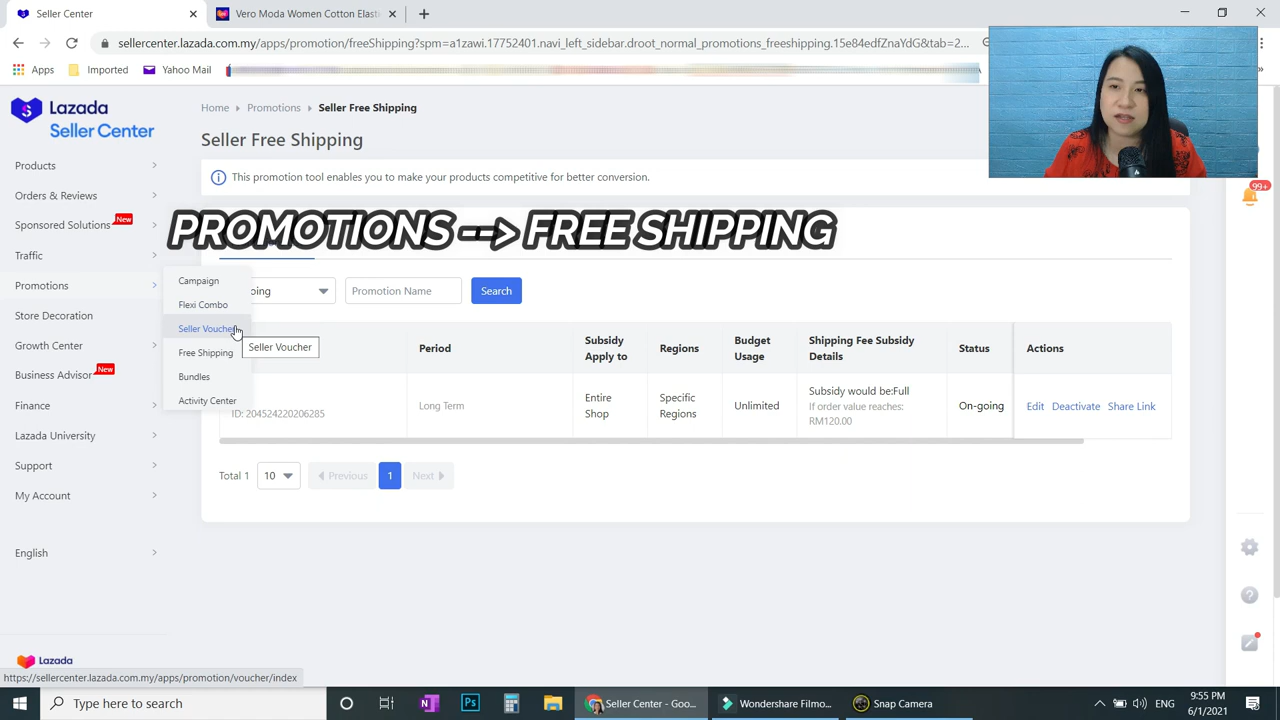 Seller Center
Vero Moda Women Cotton Elast
sellercenter.lazada.com.my/apps/promotion/freeShipping?spm=a1zawi.17752401.navi_left_sidebar.droot_normal_promotions_freeshipping.15e84edfZnaYdG&tab=2...
Apps
Imported
Yahoo Mail
Lazada
Seller Center
Home
Promotions
Seller Free Shipping
Seller Free Shipping
This promotion tool enables you to make your products competitive for better conversion.
99+
Products
Orders & Reviews
Sponsored Solutions
New
Traffic
Promotions
Store Decoration
Growth Center
Business Advisor
New
Finance
Lazada University
Support
My Account
English
PROMOTIONS --> FREE SHIPPING
Campaign
Flexi Combo
Seller Voucher
Free Shipping
Bundles
Activity Center
Seller Voucher
Promotion Name
Search
Period
Subsidy Apply to
Regions
Budget Usage
Shipping Fee Subsidy Details
Status
Actions
ID: 204524220206285
Long Term
Entire Shop
Specific Regions
Unlimited
Subsidy would be:Full
If order value reaches:
RM120.00
On-going
Edit
Deactivate
Share Link
Total 1
10
Previous
1
Next
Lazada
https://sellercenter.lazada.com.my/apps/promotion/voucher/index
Type here to search
Seller Center - Goo...
Wondershare Filmo...
Snap Camera
ENG
9:55 PM
6/1/2021